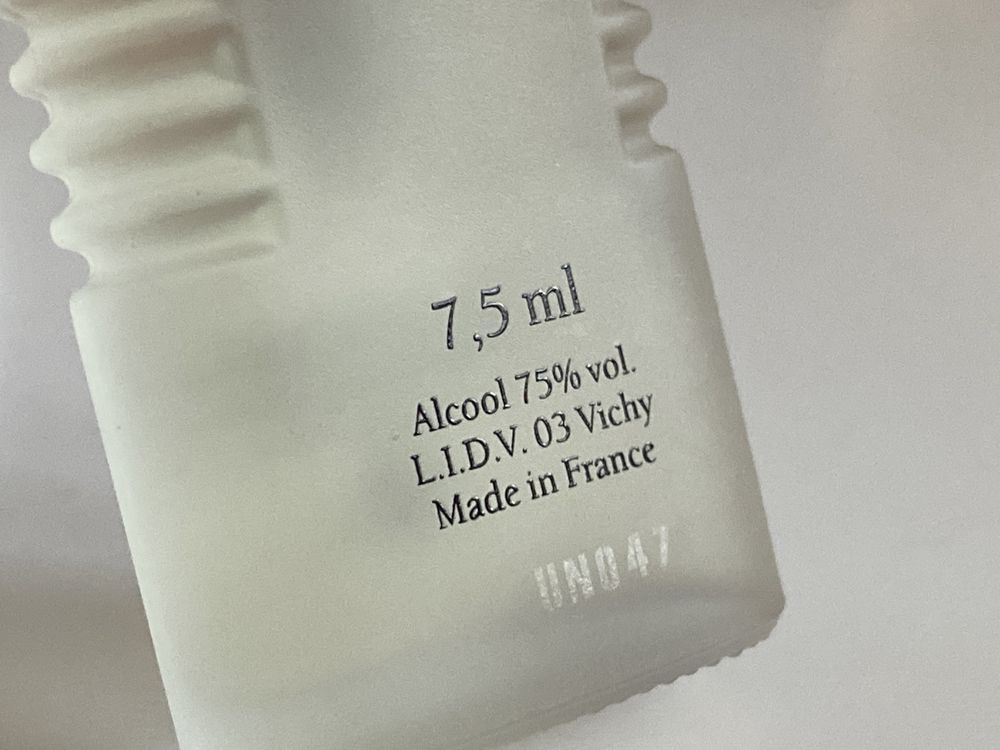 7,5 ml
Alcool 75% vol.
L.I.D.V. 03 Vichy
Made in France
UN047